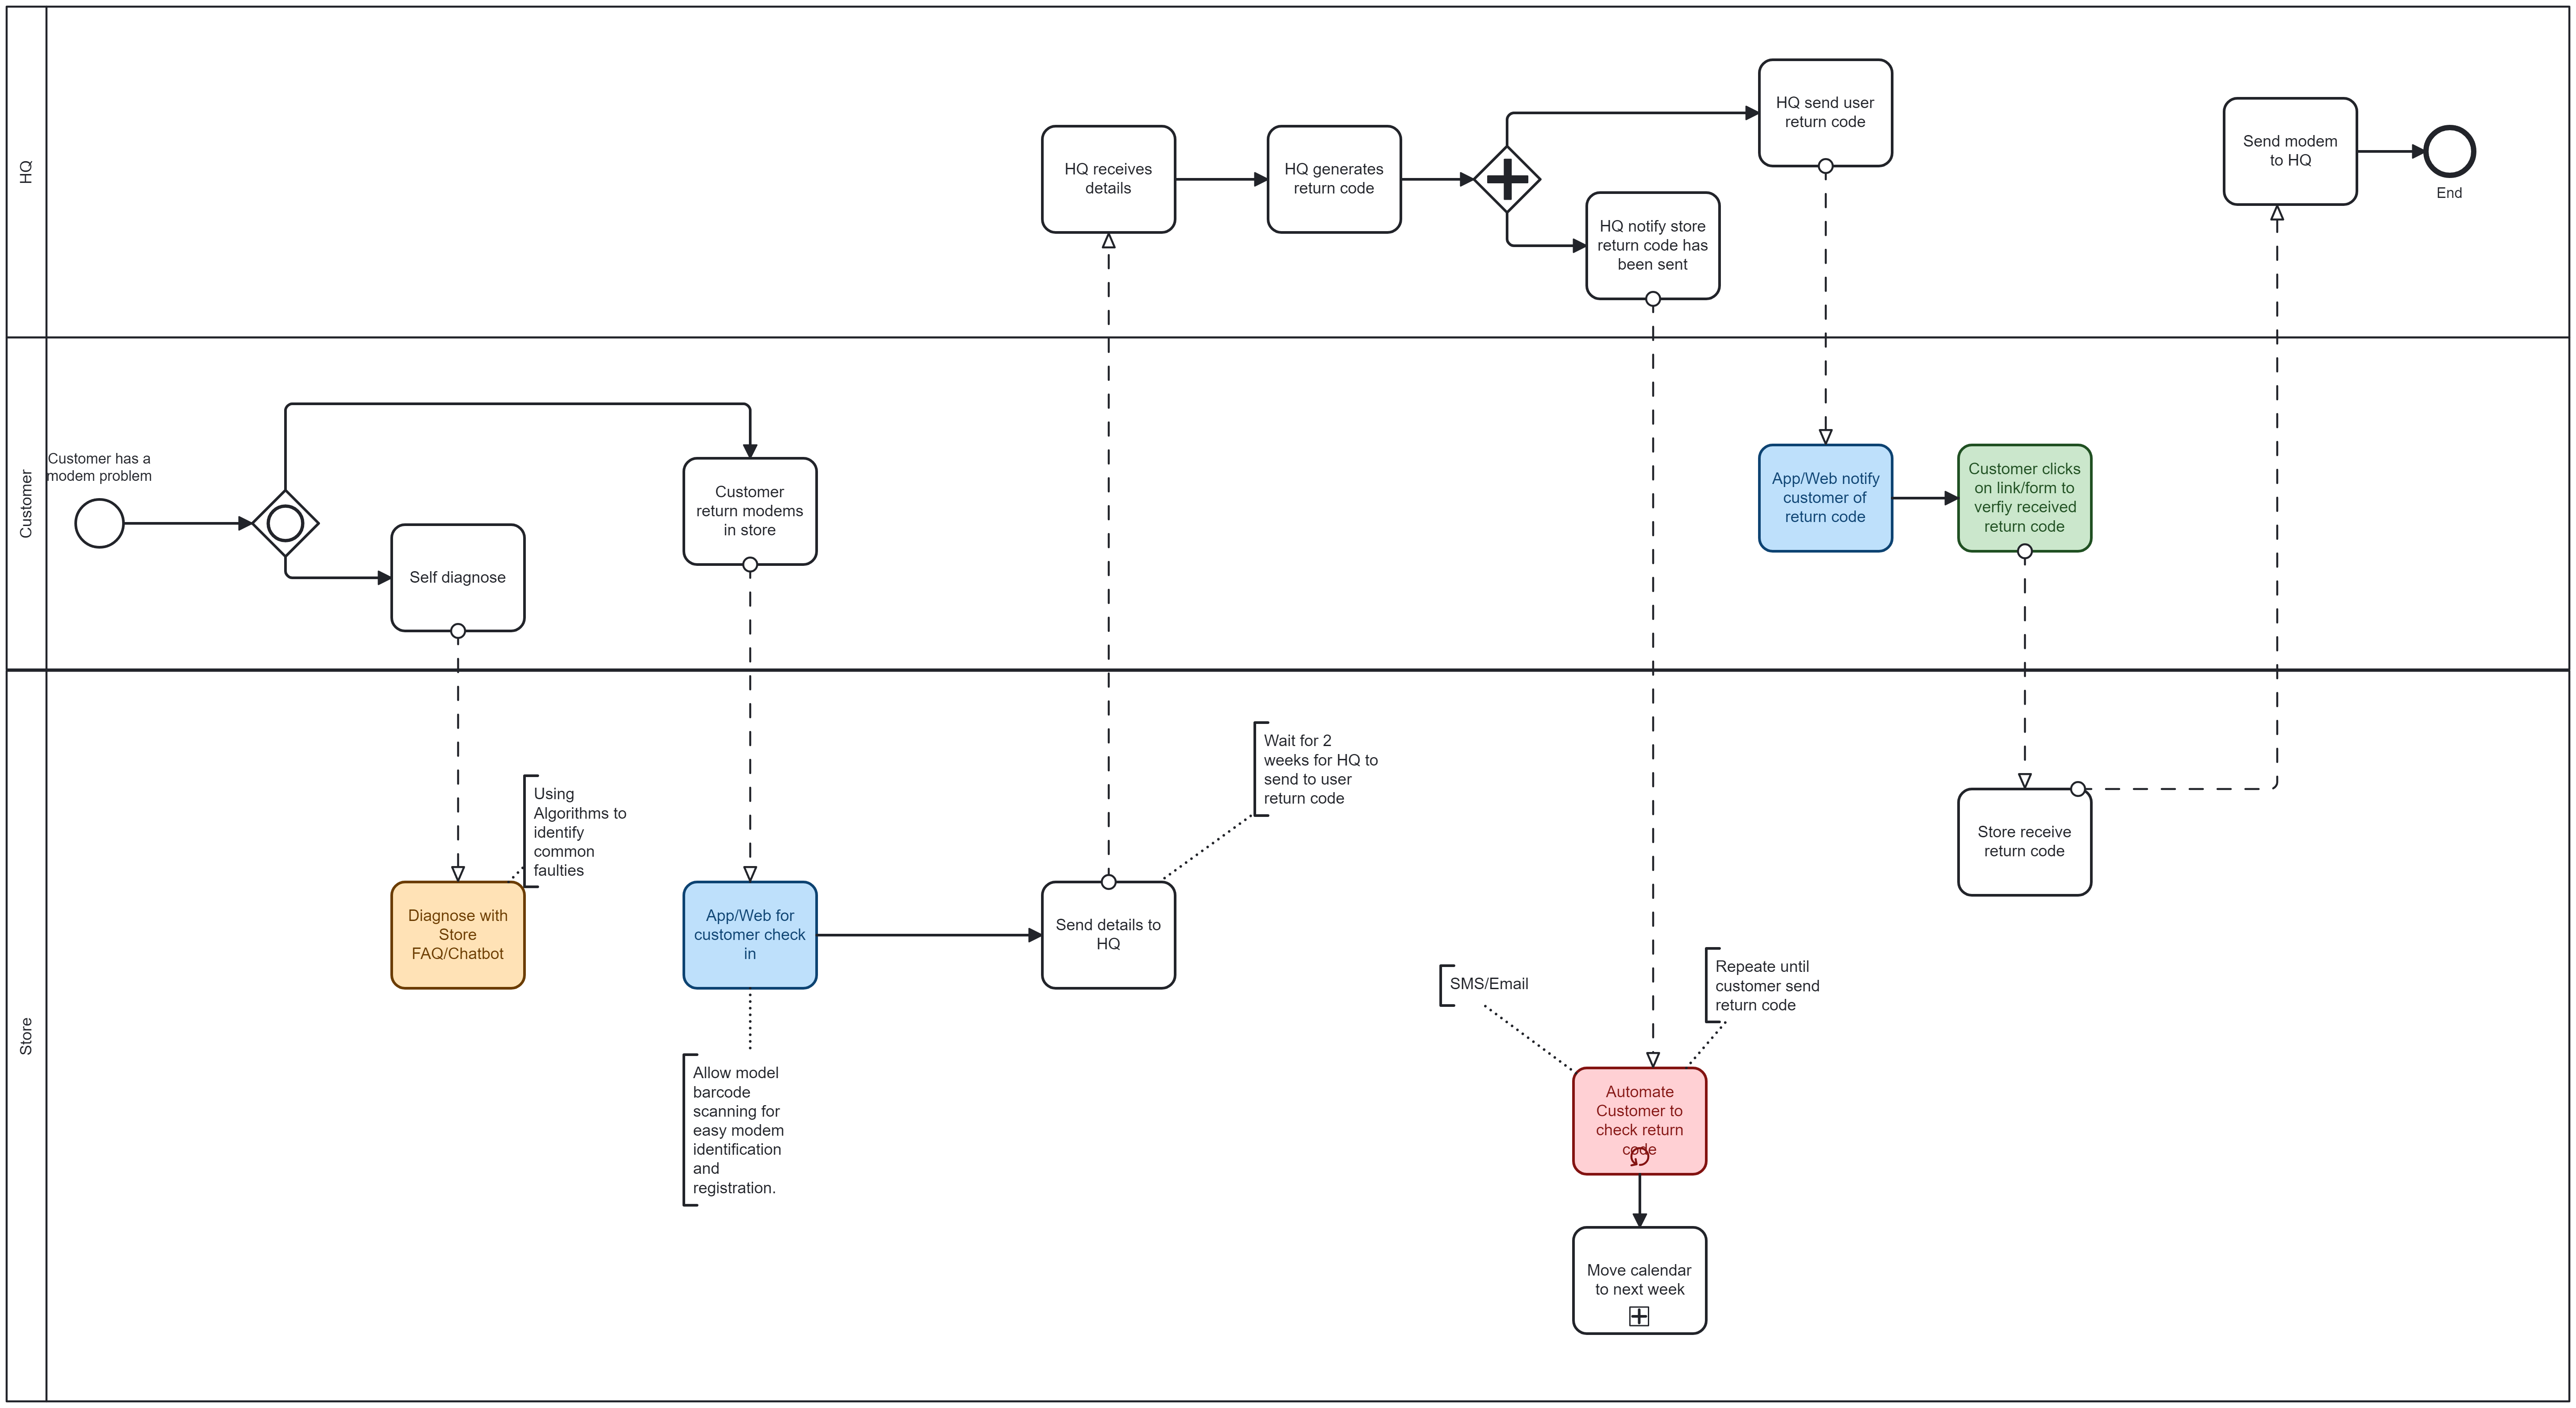 HQ
HQ receives
details
HQ generates
return code
HQ send user
return code
HQ notify store
return code has
been sent
Send modem
to HQ
End
Customer
Customer has a
modem problem
Self diagnose
Customer
return modems
in store
App/Web notify
customer of
return code
Customer clicks
on link/form to
verfiy received
return code
Store
Using
Algorithms to
identify
common
faulties
Diagnose with
Store
FAQ/Chatbot
App/Web for
customer check
in
Allow model
barcode
scanning for
easy modem
identification
and
registration.
Send details to
HQ
Wait for 2
weeks for HQ to
send to user
return code
SMS/Email
Repeate until
customer send
return code
Automate
Customer to
check return
code
Move calendar
to next week
Store receive
return code